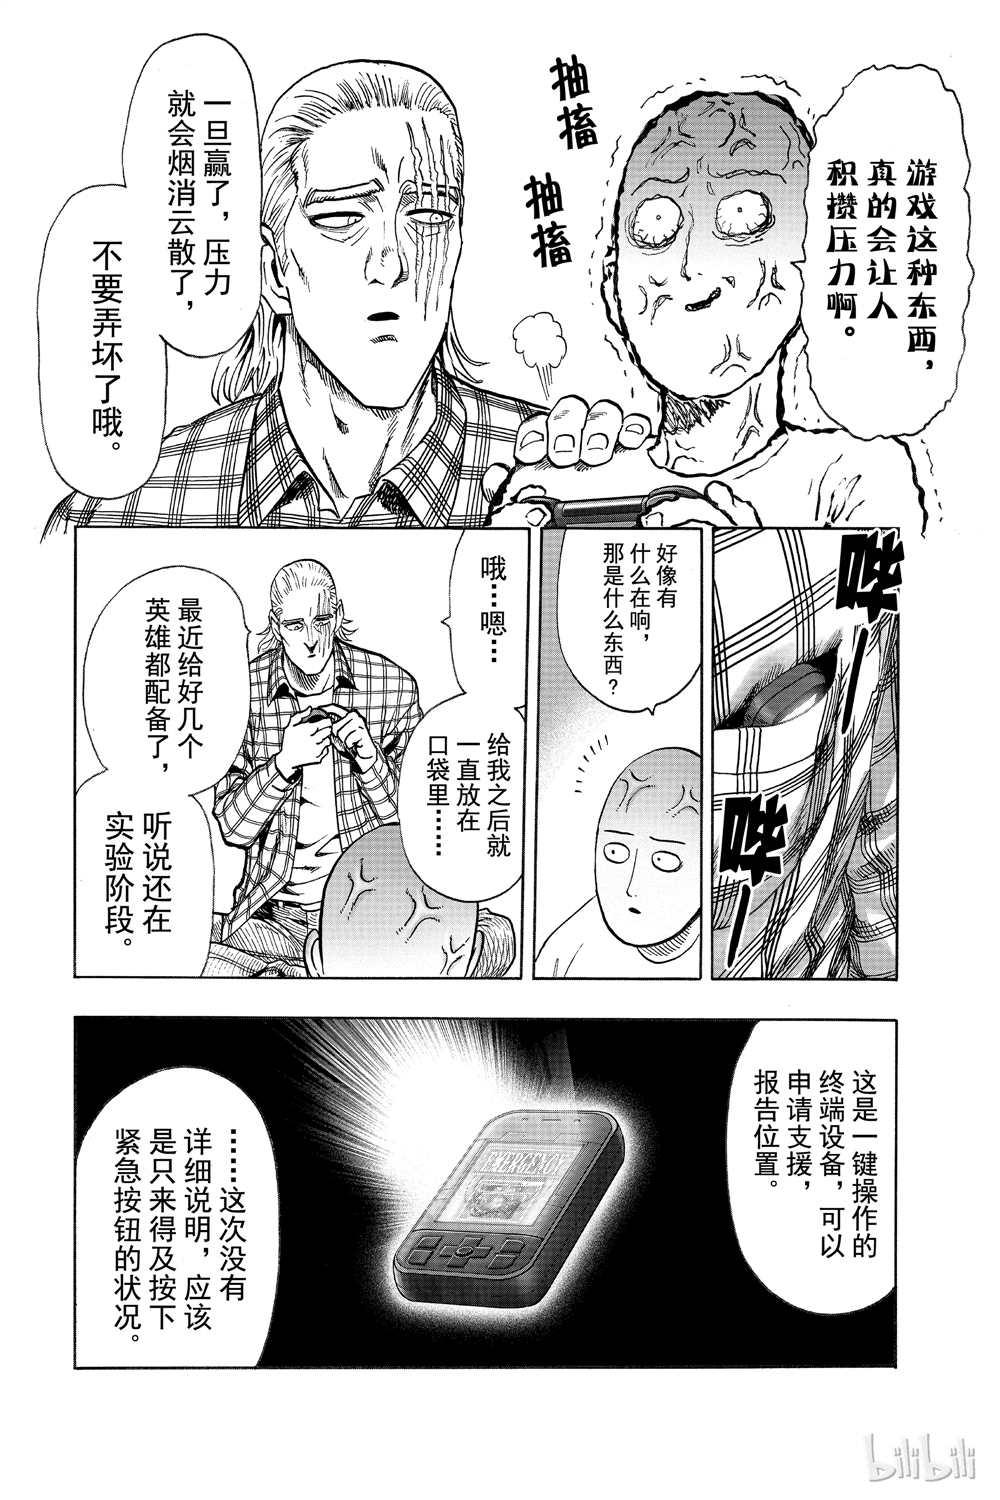 游戏这种东西，
真的会让人
积攒压力啊。
抽搐
抽搐
一旦赢了，压力
就会烟消云散了，
不要弄坏了哦。
好像有
什么在响，
那是什么东西？
哦……嗯……
给我之后就
一直放在
口袋里……
最近给好几个
英雄都配备了，
听说还在
实验阶段。
这是一键操作的
终端设备，可以
申请支援，
报告位置。
EMERGENCY
……这次没有
详细说明，应该
是只来得及按下
紧急按钮的状况。
bilibili